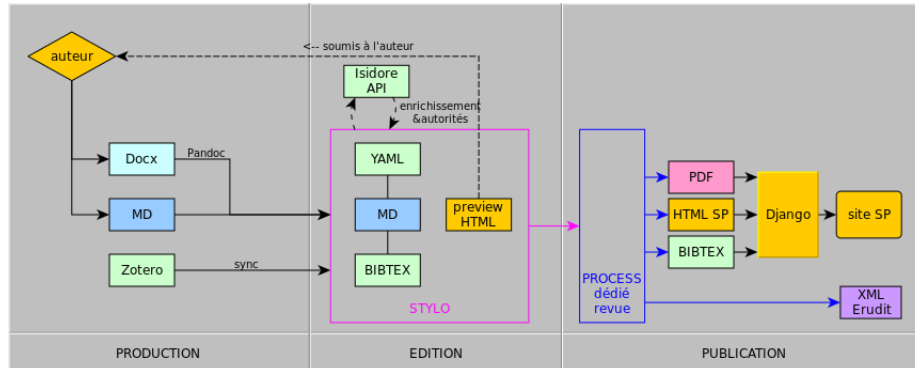 <-- soumis à l'auteur
auteur
Isidore
API
enrichissement
&autorités
Docx
Pandoc
YAML
PDF
MD
MD
preview
HTML
HTML SP
Django
site SP
Zotero
sync
BIBTEX
BIBTEX
STYLO
PROCESS
dédié
revue
XML
Erudit
PRODUCTION
EDITION
PUBLICATION